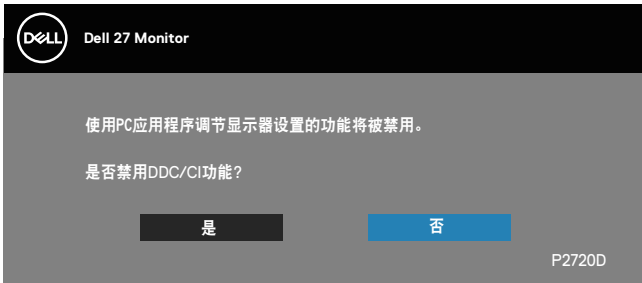 DELL
Dell 27 Monitor
使用PC应用程序调节显示器设置的功能将被禁用。
是否禁用DDC/CI功能?
是
否
P2720D